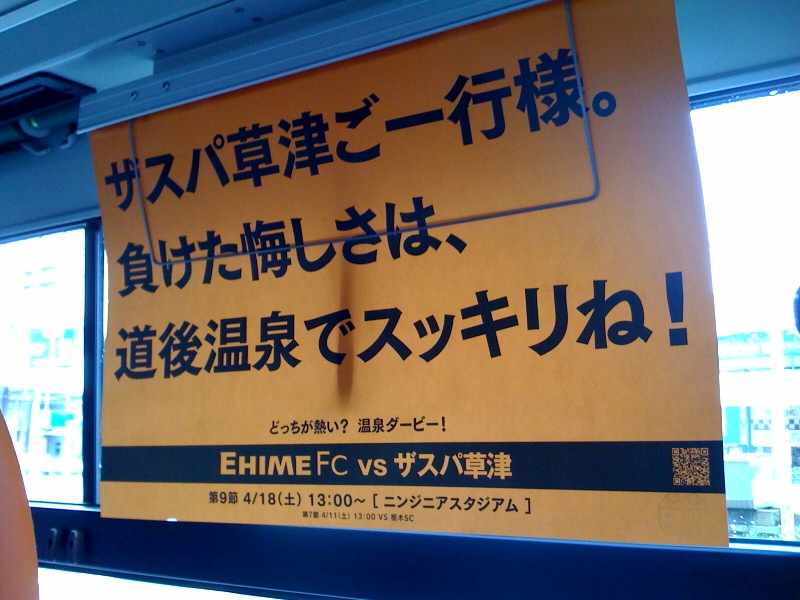 ザスパ草津ご一行様。
負けた悔しさは、
道後温泉でスッキリね!
どっちが熱い? 温泉ダービー!
EHIME FC VS ザスパ草津
第9節 4/18(土) 13:00～ [ ニンジニアスタジアム ]
第7節 4/11(土) 13:00 VS 栃木SC